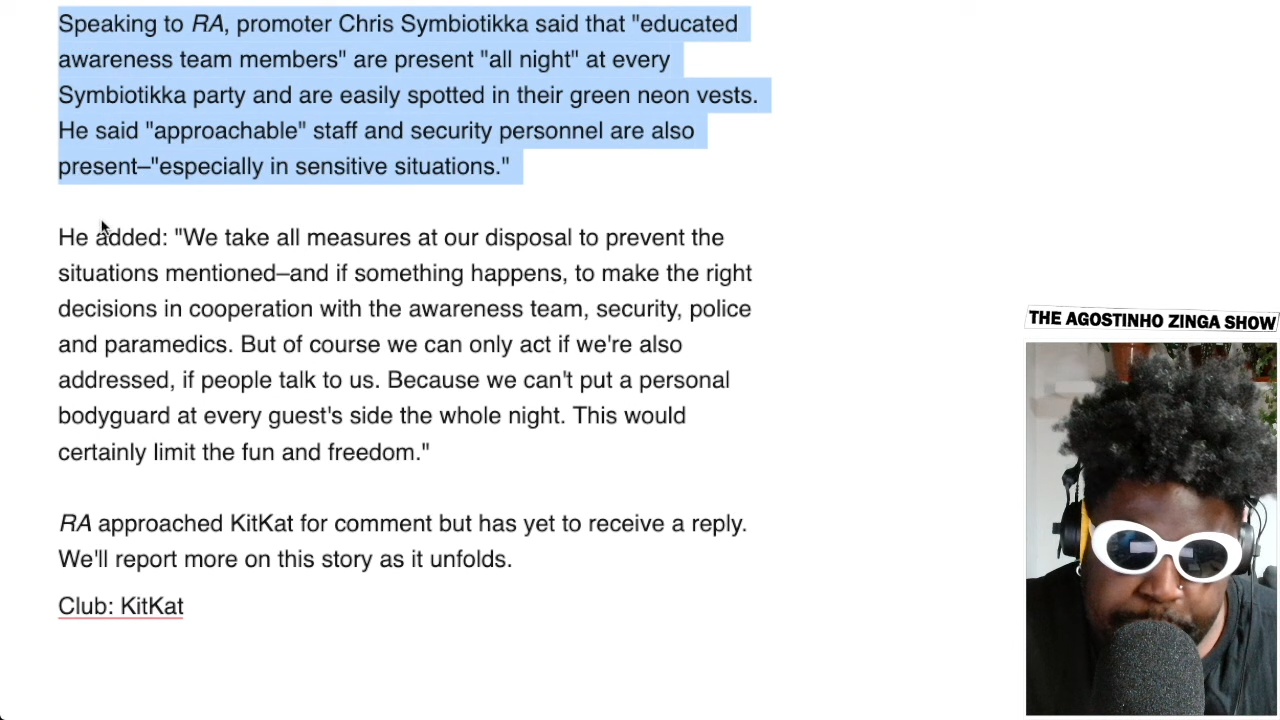 Speaking to RA, promoter Chris Symbiotikka said that "educated
awareness team members" are present "all night" at every
Symbiotikka party and are easily spotted in their green neon vests.
He said "approachable" staff and security personnel are also
present–"especially in sensitive situations."
He added: "We take all measures at our disposal to prevent the
situations mentioned–and if something happens, to make the right
decisions in cooperation with the awareness team, security, police
and paramedics. But of course we can only act if we're also
addressed, if people talk to us. Because we can't put a personal
bodyguard at every guest's side the whole night. This would
certainly limit the fun and freedom."
RA approached KitKat for comment but has yet to receive a reply.
We'll report more on this story as it unfolds.
Club: KitKat
THE AGOSTINHO ZINGA SHOW